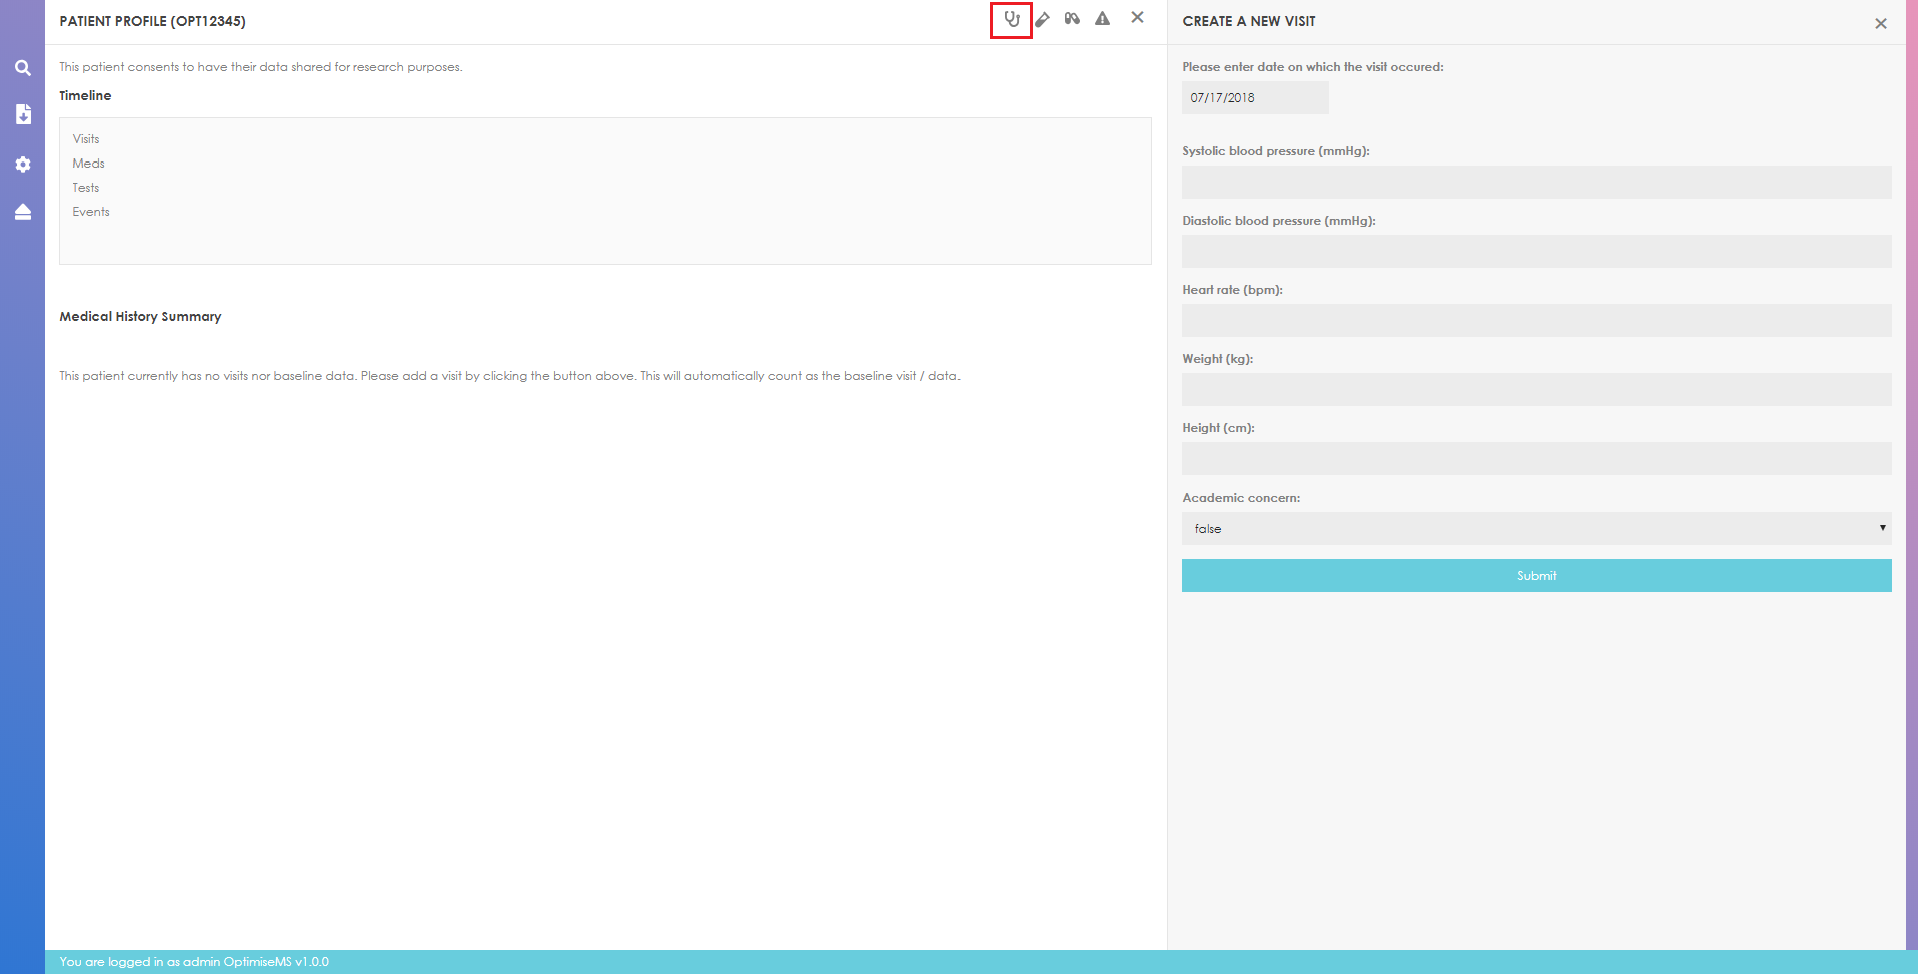 PATIENT PROFILE (OPT12345)
This patient consents to have their data shared for research purposes.
Timeline
Visits
Meds
Tests
Events
Medical History Summary
This patient currently has no visits nor baseline data. Please add a visit by clicking the button above. This will automatically count as the baseline visit / data.
CREATE A NEW VISIT
Please enter date on which the visit occured:
07/17/2018
Systolic blood pressure (mmHg):
Diastolic blood pressure (mmHg):
Heart rate (bpm):
Weight (kg):
Height (cm):
Academic concern:
false
Submit
You are logged in as admin OptimiseMS v1.0.0